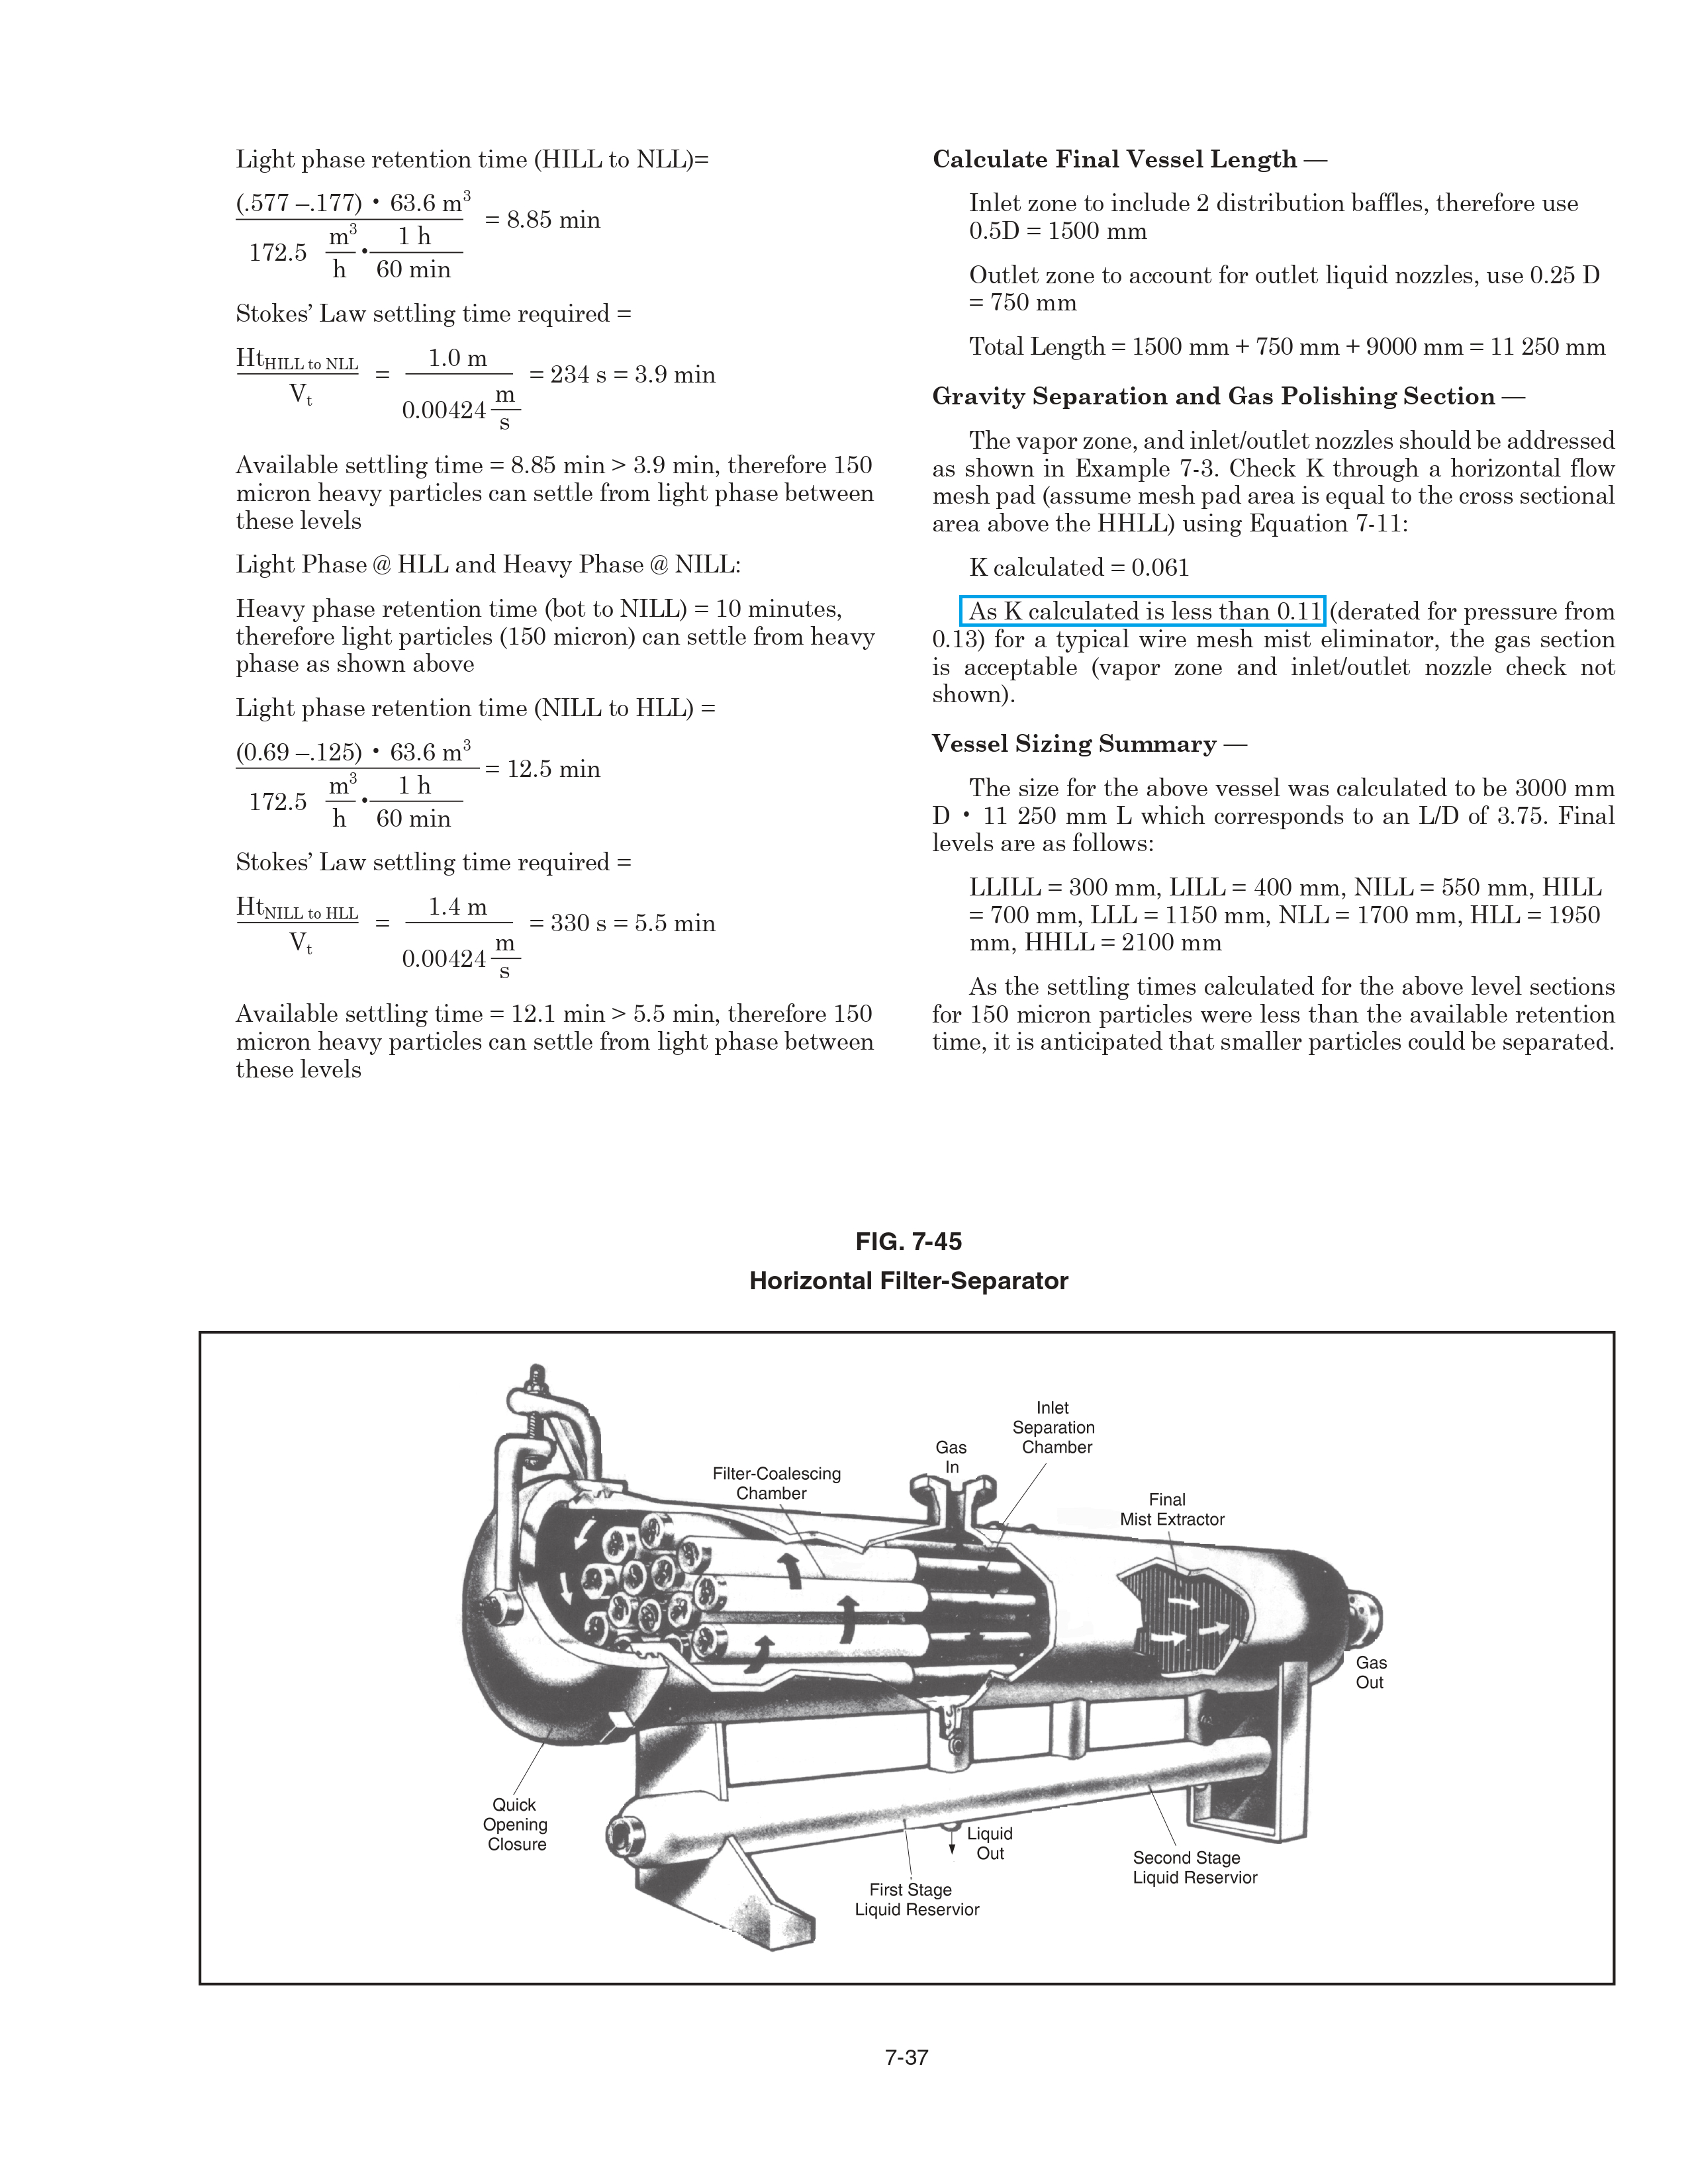 Light phase retention time (HILL to NLL)=
(.577 –.177) • 63.6 m³
172.5 m³/h • 1 h/60 min = 8.85 min
Stokes’ Law settling time required =
Ht_HILL to NLL / V_t = 1.0 m / 0.00424 m/s = 234 s = 3.9 min
Available settling time = 8.85 min > 3.9 min, therefore 150
micron heavy particles can settle from light phase between
these levels
Light Phase @ HLL and Heavy Phase @ NILL:
Heavy phase retention time (bot to NILL) = 10 minutes,
therefore light particles (150 micron) can settle from heavy
phase as shown above
Light phase retention time (NILL to HLL) =
(0.69 –.125) • 63.6 m³
172.5 m³/h • 1 h/60 min = 12.5 min
Stokes’ Law settling time required =
Ht_NILL to HLL / V_t = 1.4 m / 0.00424 m/s = 330 s = 5.5 min
Available settling time = 12.1 min > 5.5 min, therefore 150
micron heavy particles can settle from light phase between
these levels
Calculate Final Vessel Length —
Inlet zone to include 2 distribution baffles, therefore use
0.5D = 1500 mm
Outlet zone to account for outlet liquid nozzles, use 0.25 D
= 750 mm
Total Length = 1500 mm + 750 mm + 9000 mm = 11 250 mm
Gravity Separation and Gas Polishing Section —
The vapor zone, and inlet/outlet nozzles should be addressed
as shown in Example 7-3. Check K through a horizontal flow
mesh pad (assume mesh pad area is equal to the cross sectional
area above the HHLL) using Equation 7-11:
K calculated = 0.061
As K calculated is less than 0.11 (derated for pressure from
0.13) for a typical wire mesh mist eliminator, the gas section
is acceptable (vapor zone and inlet/outlet nozzle check not
shown).
Vessel Sizing Summary —
The size for the above vessel was calculated to be 3000 mm
D • 11 250 mm L which corresponds to an L/D of 3.75. Final
levels are as follows:
LLILL = 300 mm, LILL = 400 mm, NILL = 550 mm, HILL
= 700 mm, LLL = 1150 mm, NLL = 1700 mm, HLL = 1950
mm, HHLL = 2100 mm
As the settling times calculated for the above level sections
for 150 micron particles were less than the available retention
time, it is anticipated that smaller particles could be separated.
FIG. 7-45
Horizontal Filter-Separator
Inlet
Separation
Chamber
Gas
In
Filter-Coalescing
Chamber
Final
Mist Extractor
Gas
Out
Quick
Opening
Closure
Liquid
Out
Second Stage
Liquid Reservior
First Stage
Liquid Reservior
7-37